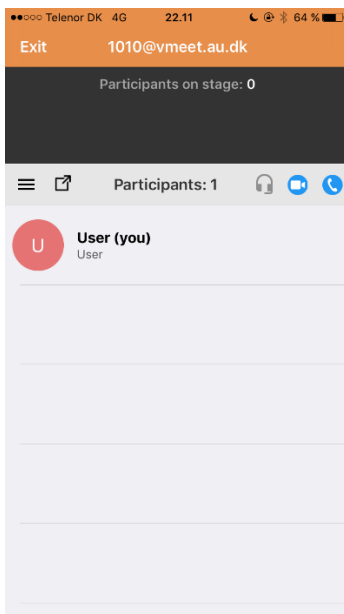 Telenor DK 4G 22.11 64 %
Exit 1010@vmeet.au.dk
Participants on stage: 0
Participants: 1
U
User (you)
User